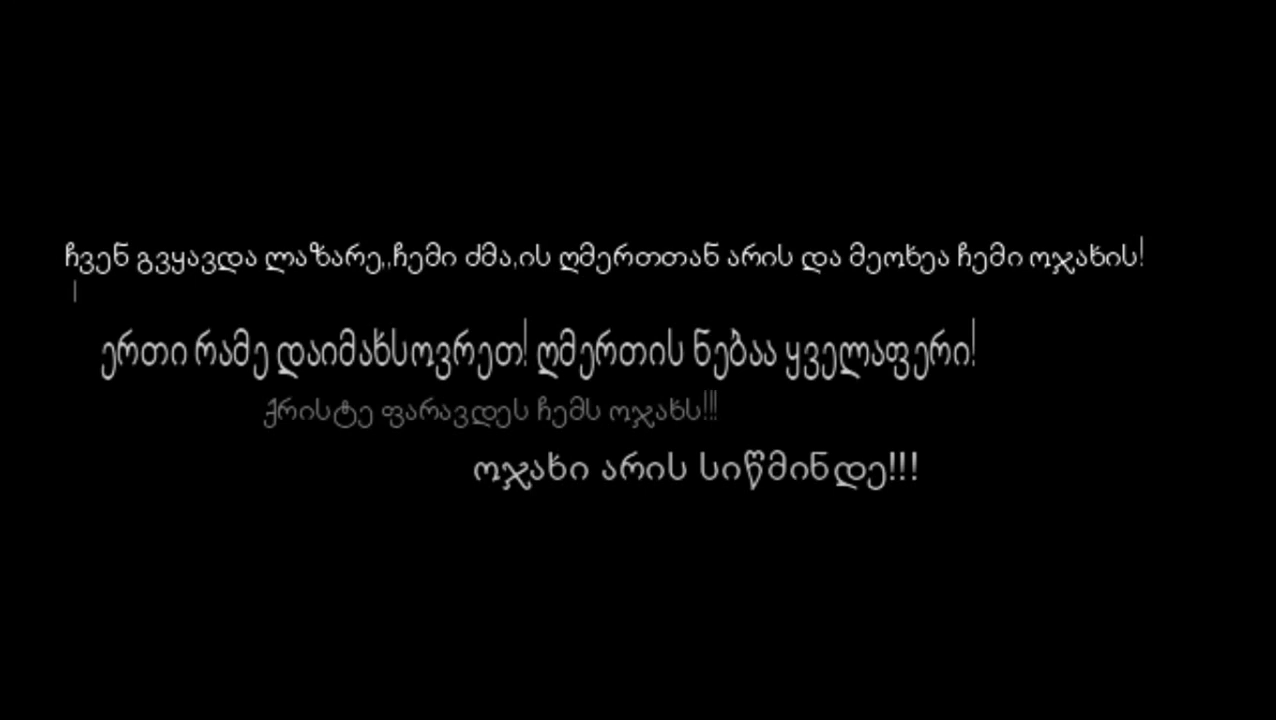 ჩვენ გვყავდა ლაზარე,,ჩემი ძმა,ის ღმერთთან არის და მეოხეა ჩემი ოჯახის!
ერთი რამე დაიმახსოვრეთ! ღმერთის ნებაა ყველაფერი!
ქრისტე ფარავდეს ჩემს ოჯახს!!!
ოჯახი არის სიწმინდე!!!